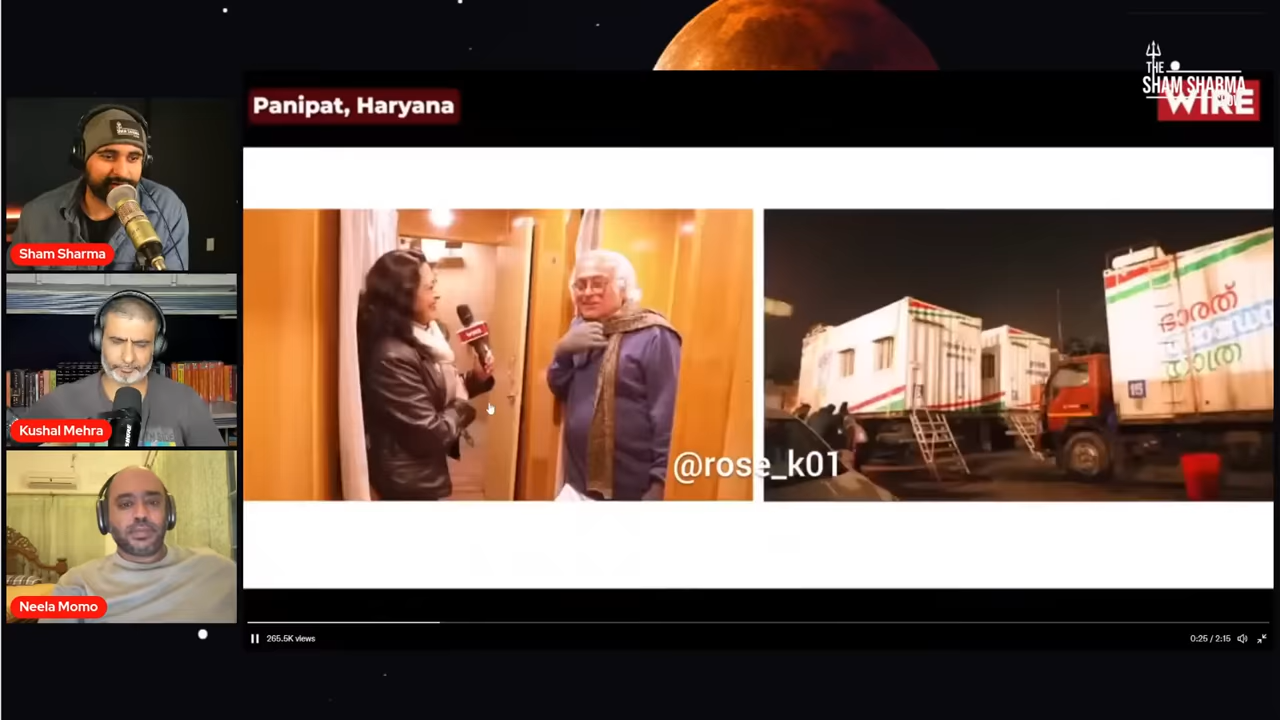 THE
SHAM SHARMA
WIRE
Panipat, Haryana
Sham Sharma
Kushal Mehra
Neela Momo
@rose_k01
ഭാരത്
യാത്ര
115
265.5K views
0:25 / 2:15